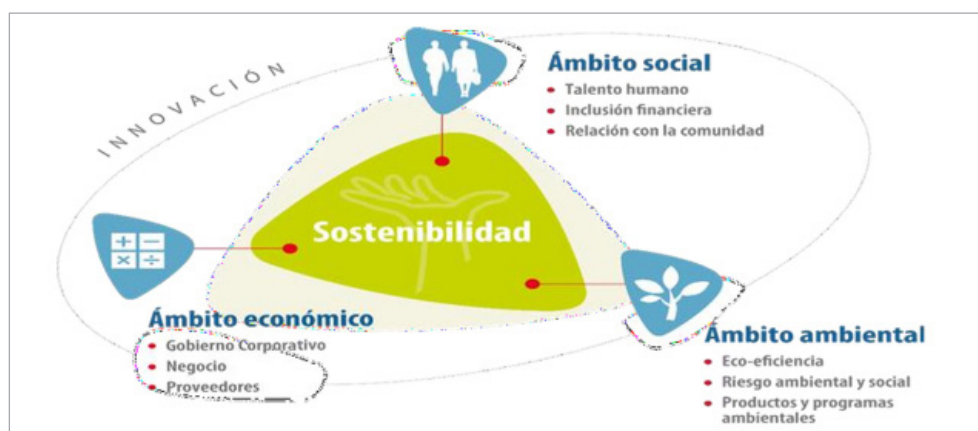 INNOVACIÓN
Ámbito social
Talento humano
Inclusión financiera
Relación con la comunidad
Sostenibilidad
Ámbito económico
Gobierno Corporativo
Negocio
Proveedores
Ámbito ambiental
Eco-eficiencia
Riesgo ambiental y social
Productos y programas
ambientales